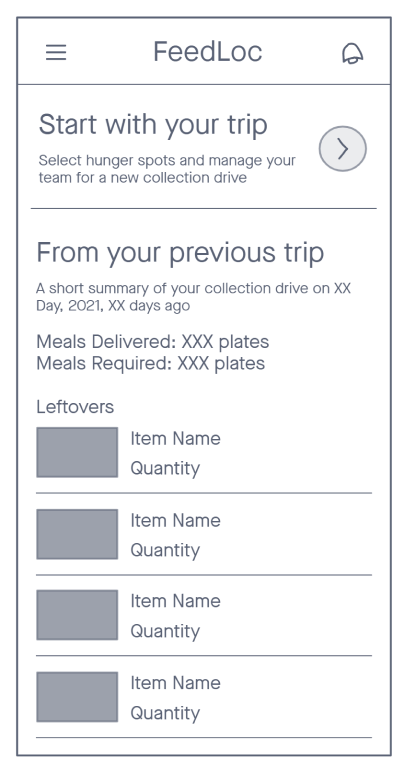 FeedLoc
Start with your trip
Select hunger spots and manage your
team for a new collection drive
From your previous trip
A short summary of your collection drive on XX
Day, 2021, XX days ago
Meals Delivered: XXX plates
Meals Required: XXX plates
Leftovers
Item Name
Quantity
Item Name
Quantity
Item Name
Quantity
Item Name
Quantity